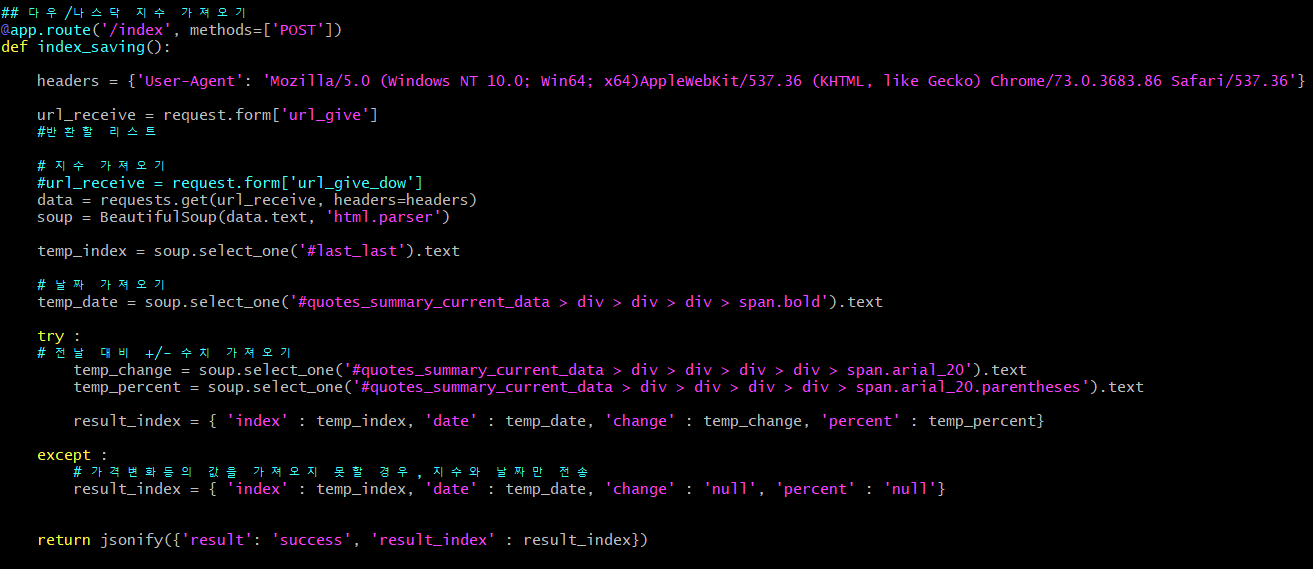 ## 다우/나스닥 지수 가져오기
@app.route('/index', methods=['POST'])
def index_saving():
headers = {'User-Agent': 'Mozilla/5.0 (Windows NT 10.0; Win64; x64)AppleWebKit/537.36 (KHTML, like Gecko) Chrome/73.0.3683.86 Safari/537.36'}
url_receive = request.form['url_give']
#반환할 리스트
# 지수 가져오기
#url_receive = request.form['url_give_dow']
data = requests.get(url_receive, headers=headers)
soup = BeautifulSoup(data.text, 'html.parser')
temp_index = soup.select_one('#last_last').text
# 날짜 가져오기
temp_date = soup.select_one('#quotes_summary_current_data > div > div > div > span.bold').text
try :
# 전날 대비 +/- 수치 가져오기
temp_change = soup.select_one('#quotes_summary_current_data > div > div > div > div > span.arial_20').text
temp_percent = soup.select_one('#quotes_summary_current_data > div > div > div > div > span.arial_20.parentheses').text
result_index = { 'index' : temp_index, 'date' : temp_date, 'change' : temp_change, 'percent' : temp_percent}
except :
# 가격변화등의 값을 가져오지 못할 경우, 지수와 날짜만 전송
result_index = { 'index' : temp_index, 'date' : temp_date, 'change' : 'null', 'percent' : 'null'}
return jsonify({'result': 'success', 'result_index' : result_index})